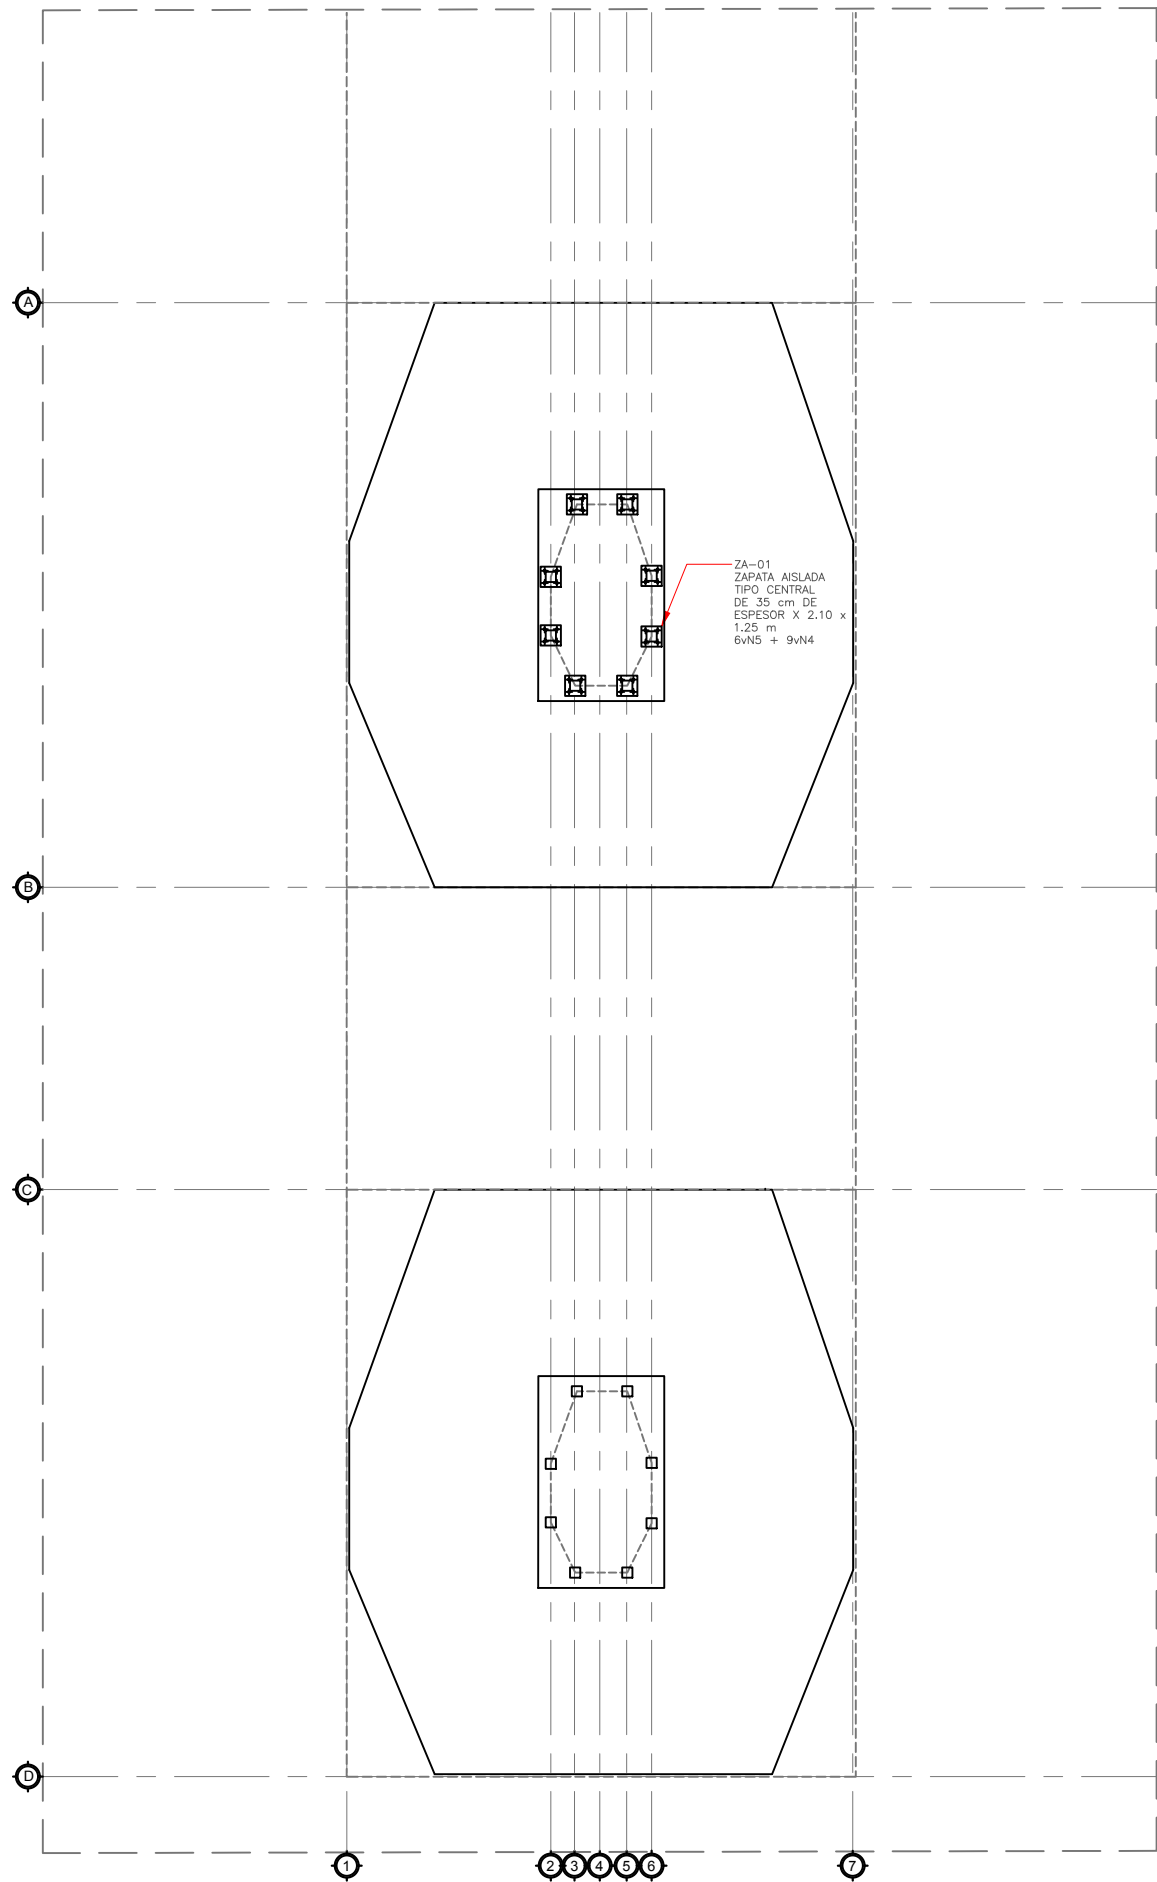 A
ZA-01
ZAPATA AISLADA
TIPO CENTRAL
DE 35 cm DE
ESPESOR X 2.10 x
1.25 m
6vN5 + 9vN4
B
C
D
1 2 3 4 5 6 7